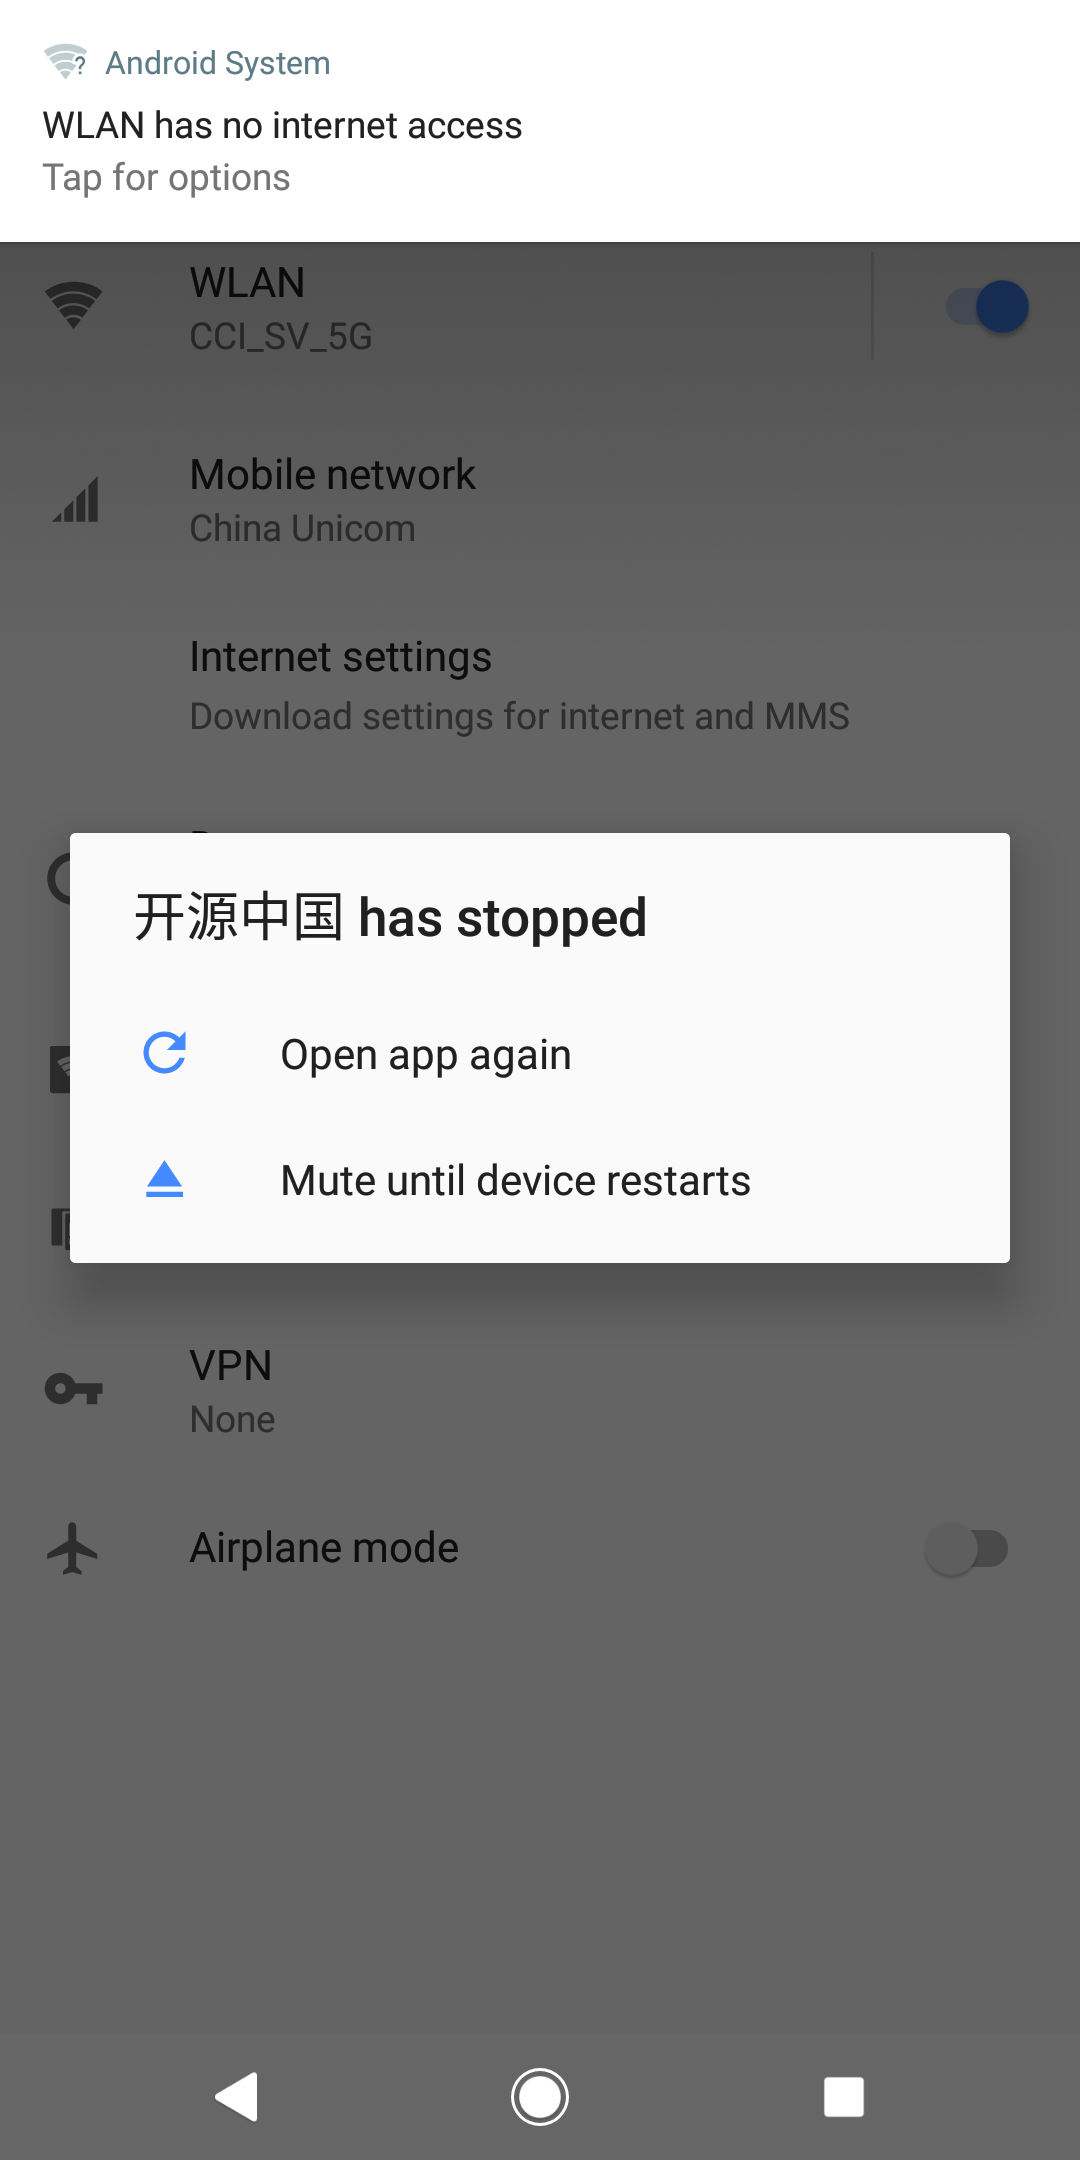 Android System
WLAN has no internet access
Tap for options
WLAN
CCI_SV_5G
Mobile network
China Unicom
Internet settings
Download settings for internet and MMS
开源中国 has stopped
Open app again
Mute until device restarts
VPN
None
Airplane mode